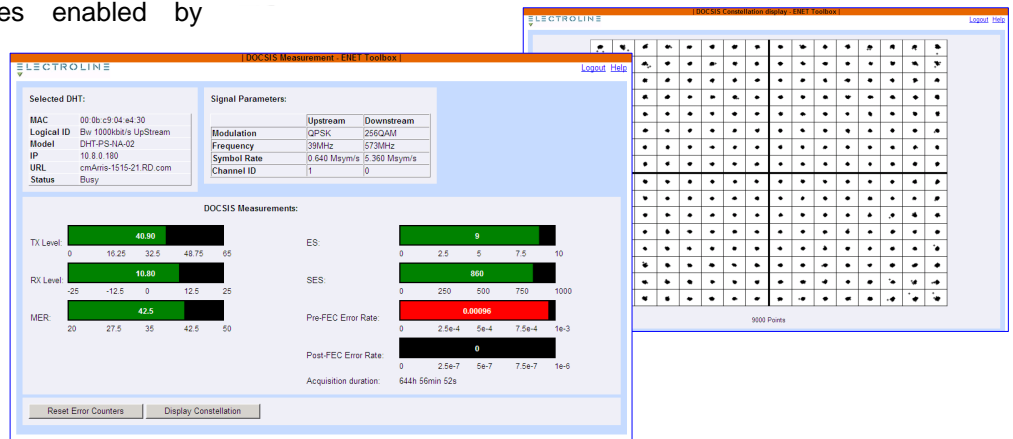 es enabled by
| DOCSIS Constellation display - ENET Toolbox |
ELECTROLINE
Logout Help
9000 Points
| DOCSIS Measurement - ENET Toolbox |
ELECTROLINE
Logout Help
Selected DHT:
MAC 00:0b:c9:04:e4:30
Logical ID Bw 1000kbit/s UpStream
Model DHT-PS-NA-02
IP 10.8.0.180
URL cmArris-1515-21.RD.com
Status Busy
Signal Parameters:
Upstream Downstream
Modulation QPSK 256QAM
Frequency 39MHz 573MHz
Symbol Rate 0.640 Msym/s 5.360 Msym/s
Channel ID 1 0
DOCSIS Measurements:
TX Level: 40.90
0 16.25 32.5 48.75 65
RX Level: 10.80
-25 -12.5 0 12.5 25
MER: 42.5
20 27.5 35 42.5 50
ES: 9
0 2.5 5 7.5 10
SES: 860
0 250 500 750 1000
Pre-FEC Error Rate: 0.00096
0 2.5e-4 5e-4 7.5e-4 1e-3
Post-FEC Error Rate: 0
0 2.5e-7 5e-7 7.5e-7 1e-6
Acquisition duration: 644h 56min 52s
Reset Error Counters Display Constellation